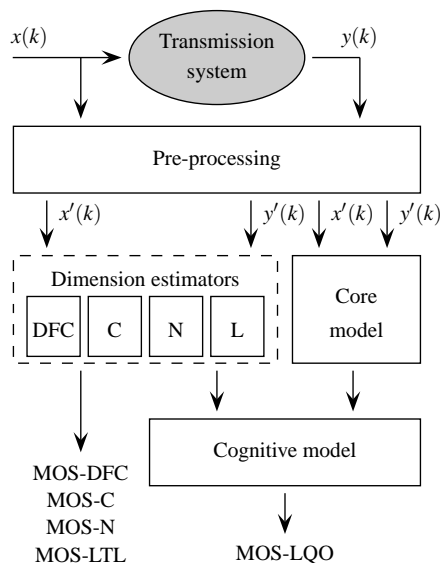 x(k)
Transmission
system
y(k)
Pre-processing
x′(k)
y′(k)
x′(k)
y′(k)
Dimension estimators
DFC
C
N
L
Core
model
Cognitive model
MOS-DFC
MOS-C
MOS-N
MOS-LTL
MOS-LQO